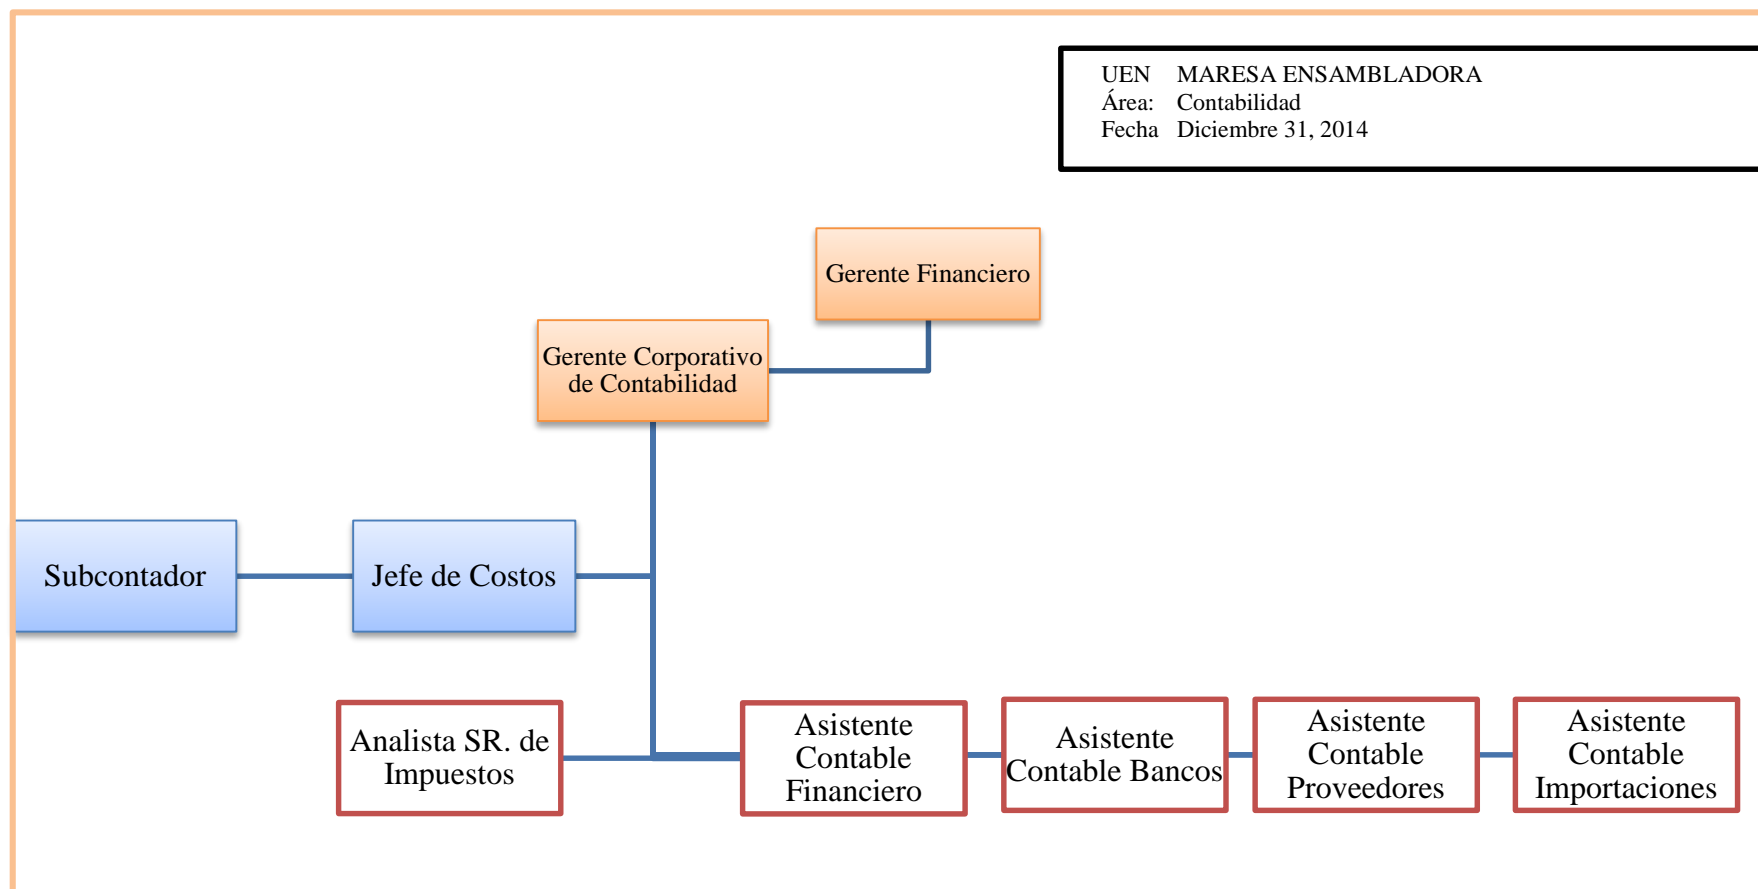 UEN MARESA ENSAMBLADORA
Área: Contabilidad
Fecha Diciembre 31, 2014
Gerente Financiero
Gerente Corporativo
de Contabilidad
Subcontador
Jefe de Costos
Analista SR. de
Impuestos
Asistente
Contable
Financiero
Asistente
Contable Bancos
Asistente
Contable
Proveedores
Asistente
Contable
Importaciones